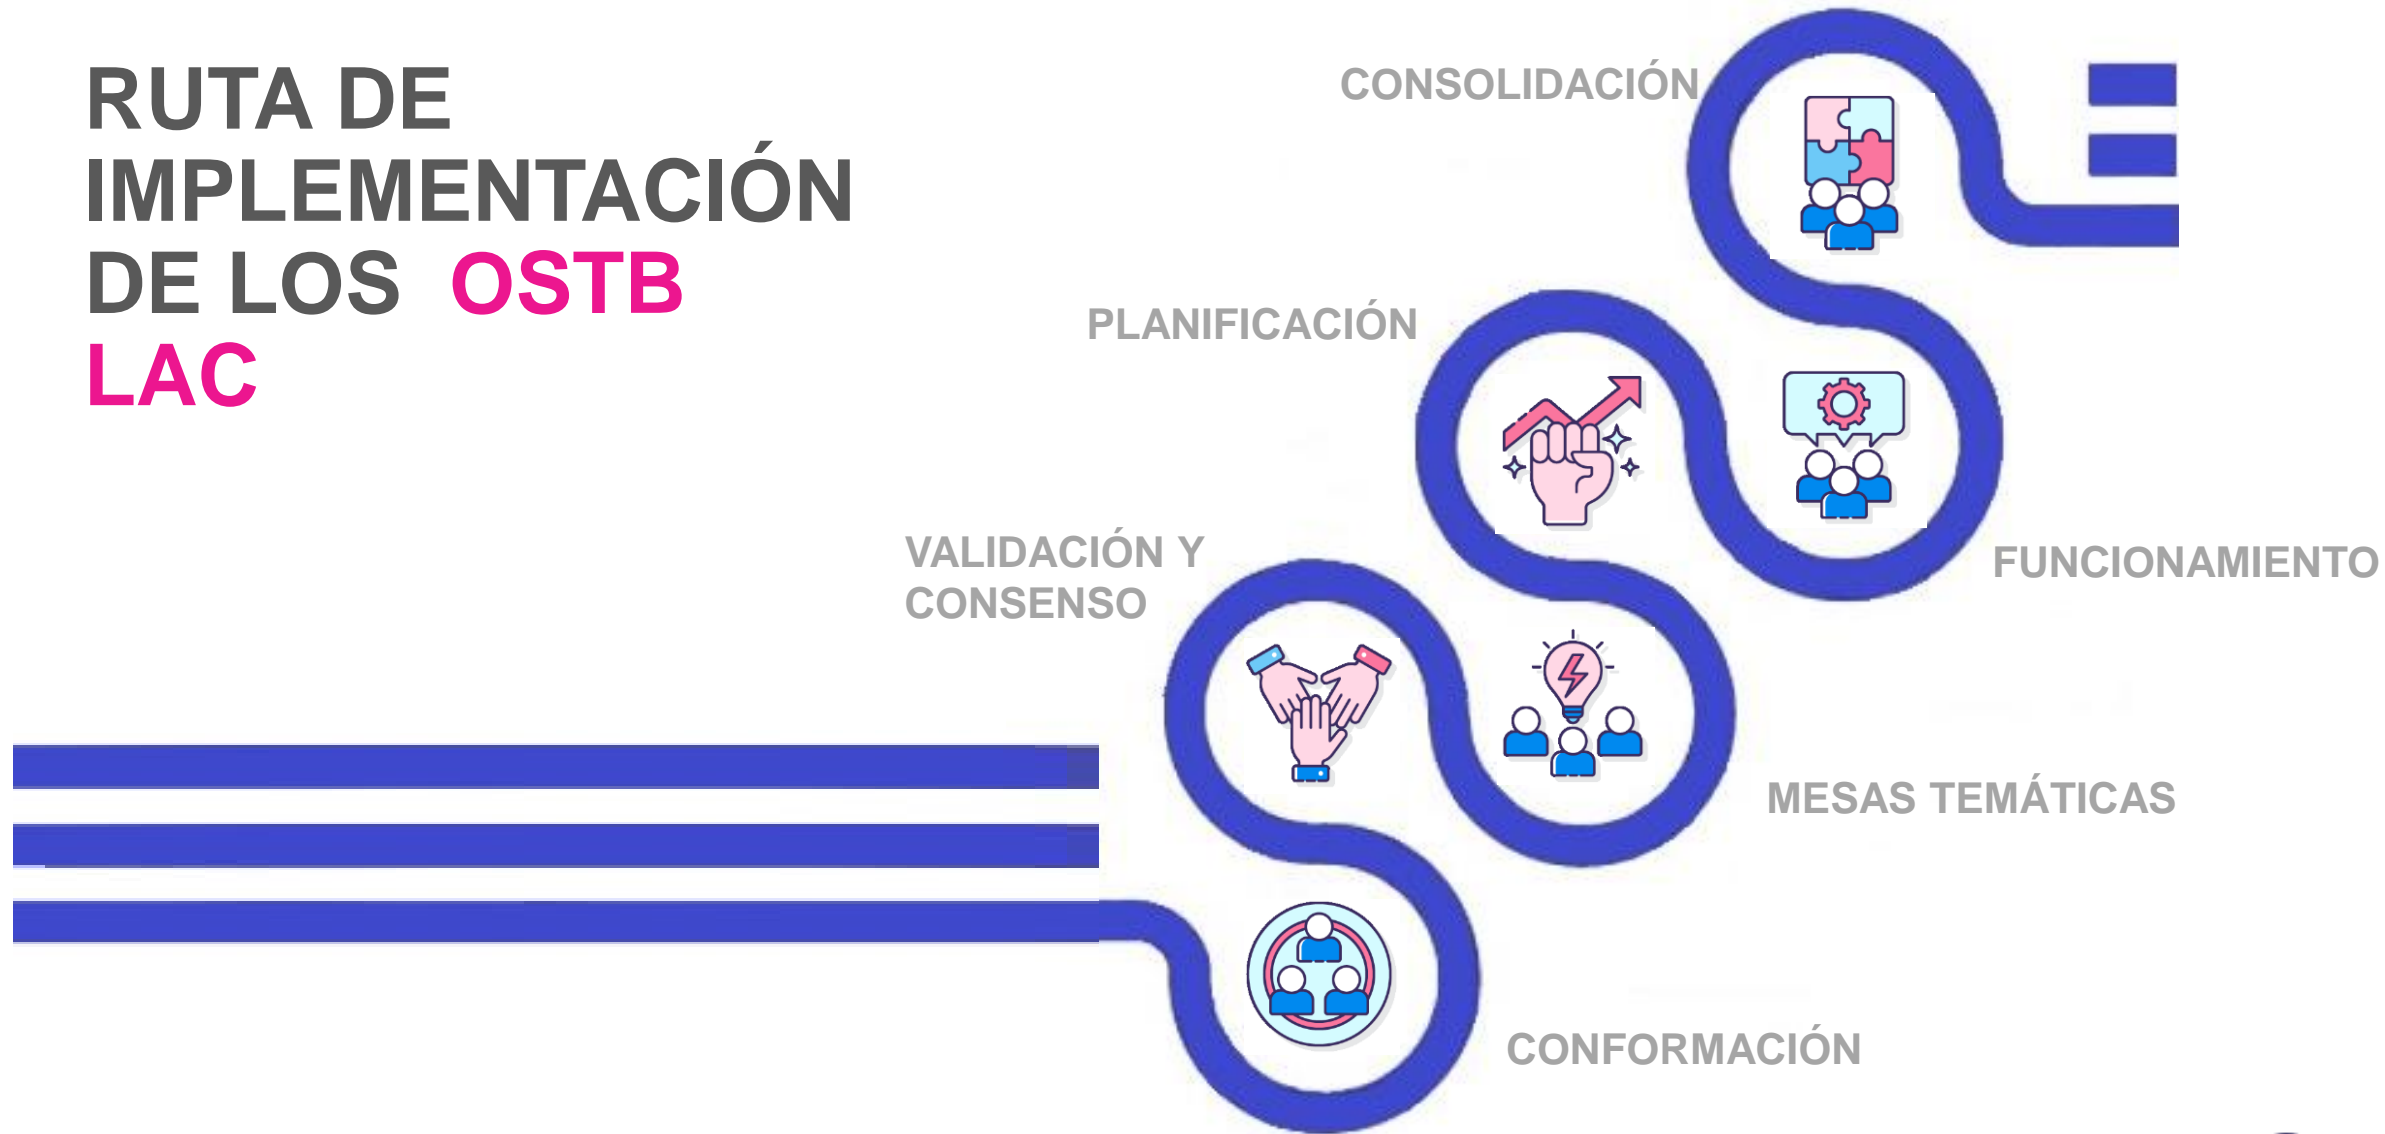 RUTA DE
IMPLEMENTACIÓN
DE LOS OSTB
LAC
CONSOLIDACIÓN
PLANIFICACIÓN
VALIDACIÓN Y
CONSENSO
FUNCIONAMIENTO
MESAS TEMÁTICAS
CONFORMACIÓN